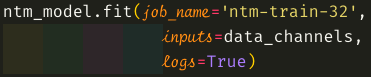 ntm_model.fit(job_name='ntm-train-32',
inputs=data_channels,
logs=True)